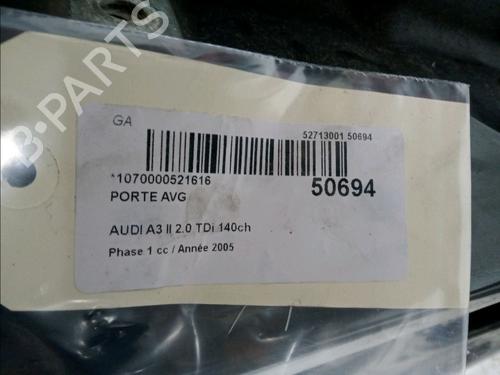 B-PARTS
GA
52713001 50694
*1070000521616
50694
PORTE AVG
AUDI A3 II 2.0 TDi 140ch
Phase 1 cc / Année 2005